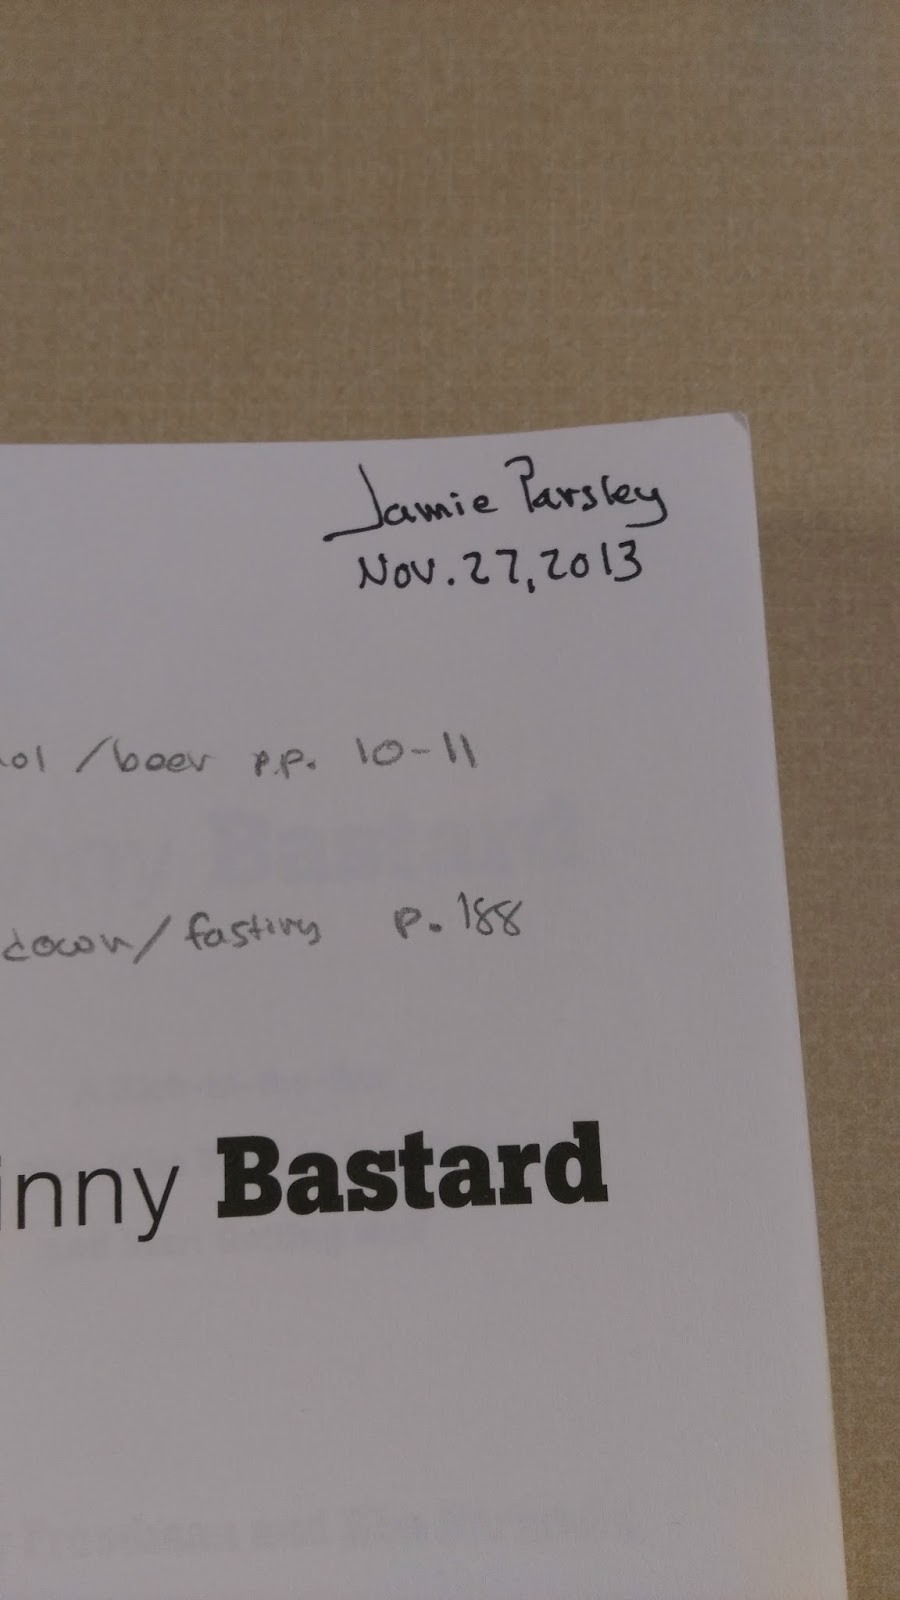 Jamie Parsley
Nov. 27, 2013
ol /beer p.p. 10-11
down/ fasting p. 188
inny Bastard